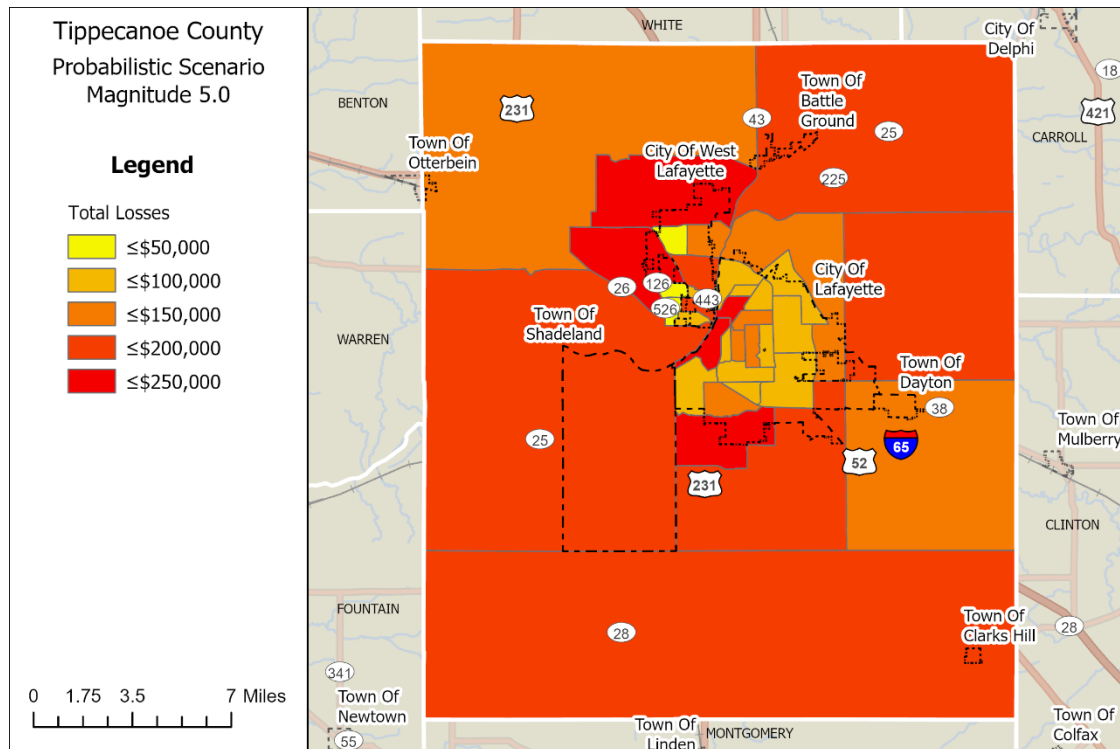 Tippecanoe County
Probabilistic Scenario
Magnitude 5.0
Legend
Total Losses
≤$50,000
≤$100,000
≤$150,000
≤$200,000
≤$250,000
0 1.75 3.5 7 Miles
WHITE
City Of
Delphi
18
BENTON
231
Town Of
Battle
Ground
421
43
25
CARROLL
Town Of
Otterbein
City Of West
Lafayette
225
26
126
City Of
Lafayette
443
526
Town Of
Shadeland
WARREN
Town Of
Dayton
38
Town Of
Mulberry
25
65
52
231
CLINTON
FOUNTAIN
28
Town Of
Clarks Hill
28
341
Town Of
Newtown
55
Town Of
Linden
MONTGOMERY
Town Of
Colfax